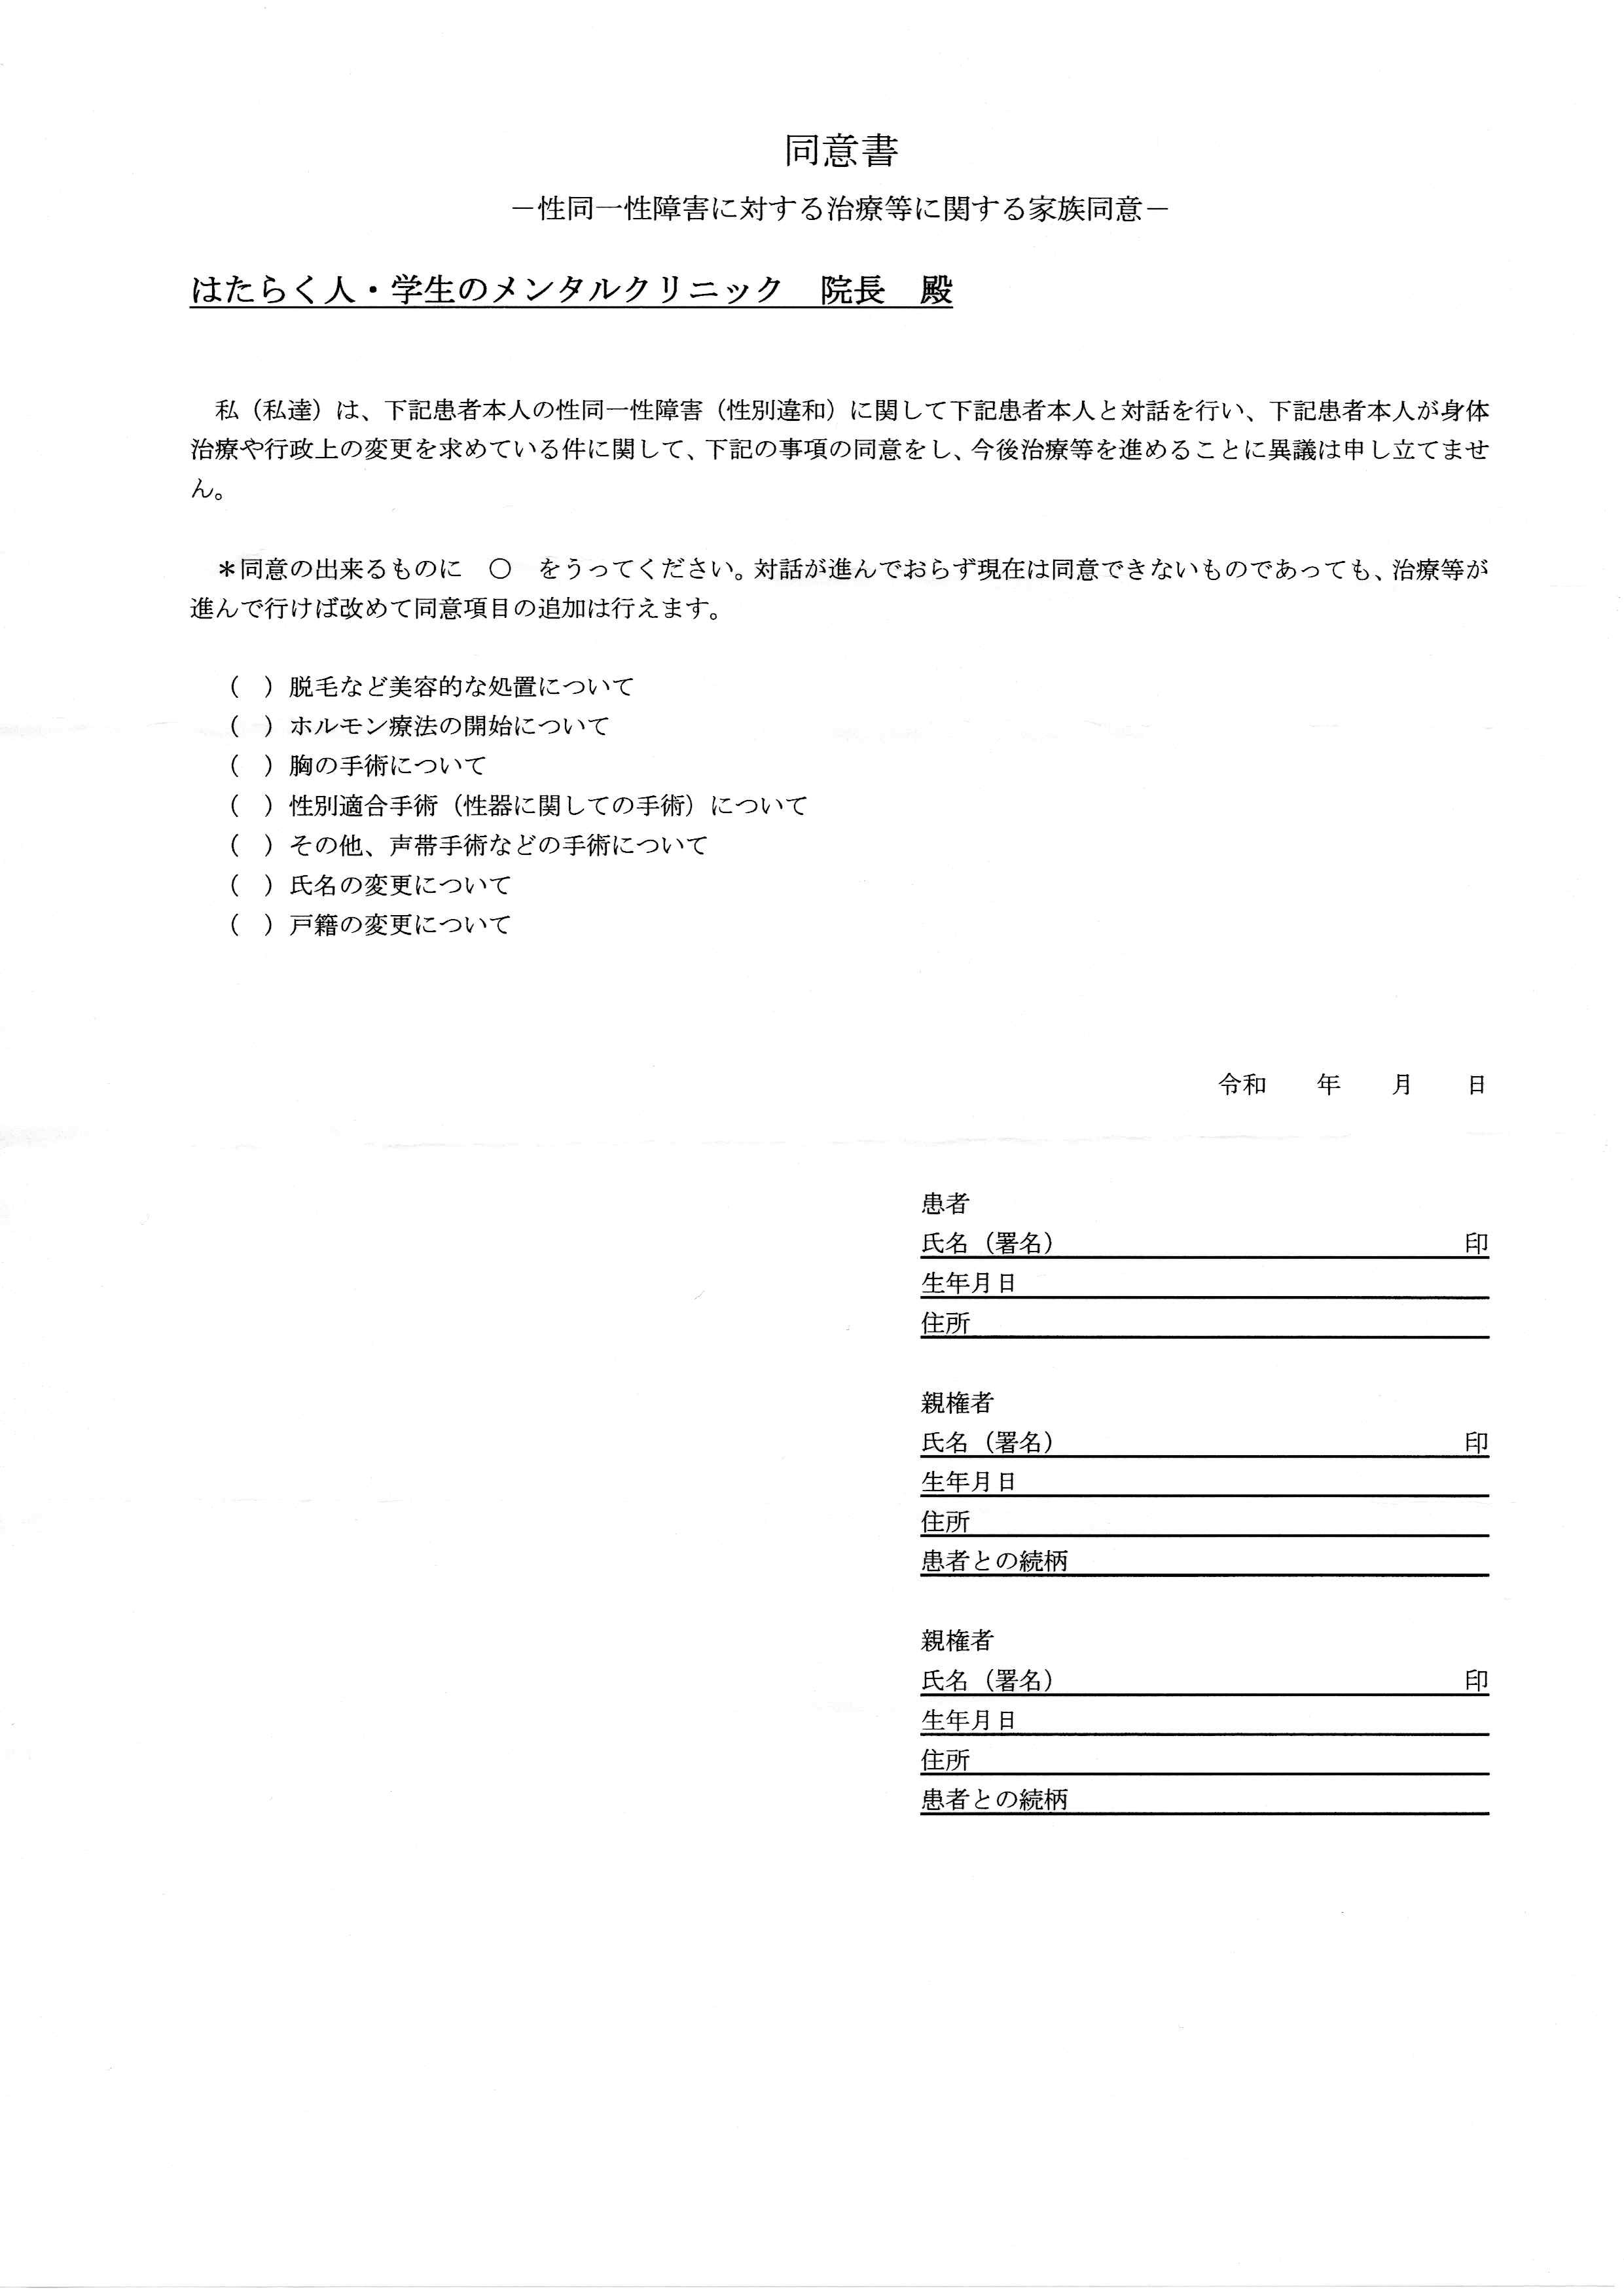 同意書
－性同一性障害に対する治療等に関する家族同意－
はたらく人・学生のメンタルクリニック　院長　殿
私（私達）は、下記患者本人の性同一性障害（性別違和）に関して下記患者本人と対話を行い、下記患者本人が身体
治療や行政上の変更を求めている件に関して、下記の事項の同意をし、今後治療等を進めることに異議は申し立てませ
ん。
＊同意の出来るものに　〇　をうってください。対話が進んでおらず現在は同意できないものであっても、治療等が
進んで行けば改めて同意項目の追加は行えます。
（　）脱毛など美容的な処置について
（　）ホルモン療法の開始について
（　）胸の手術について
（　）性別適合手術（性器に関しての手術）について
（　）その他、声帯手術などの手術について
（　）氏名の変更について
（　）戸籍の変更について
令和　　年　　月　　日
患者
氏名（署名）　　　　　　　　　　　　　　　　印
生年月日
住所
親権者
氏名（署名）　　　　　　　　　　　　　　　　印
生年月日
住所
患者との続柄
親権者
氏名（署名）　　　　　　　　　　　　　　　　印
生年月日
住所
患者との続柄